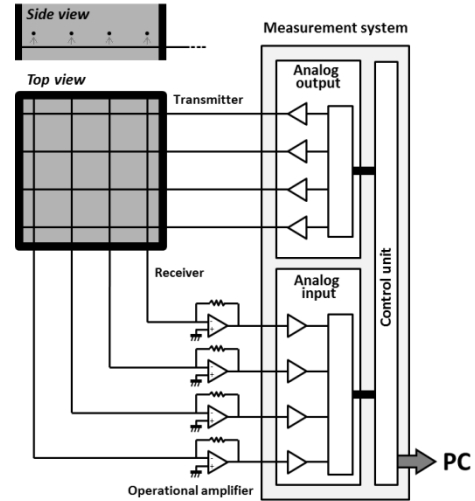 Side view
Measurement system
Top view
Analog
output
Transmitter
Control unit
Receiver
Analog
input
PC
Operational amplifier